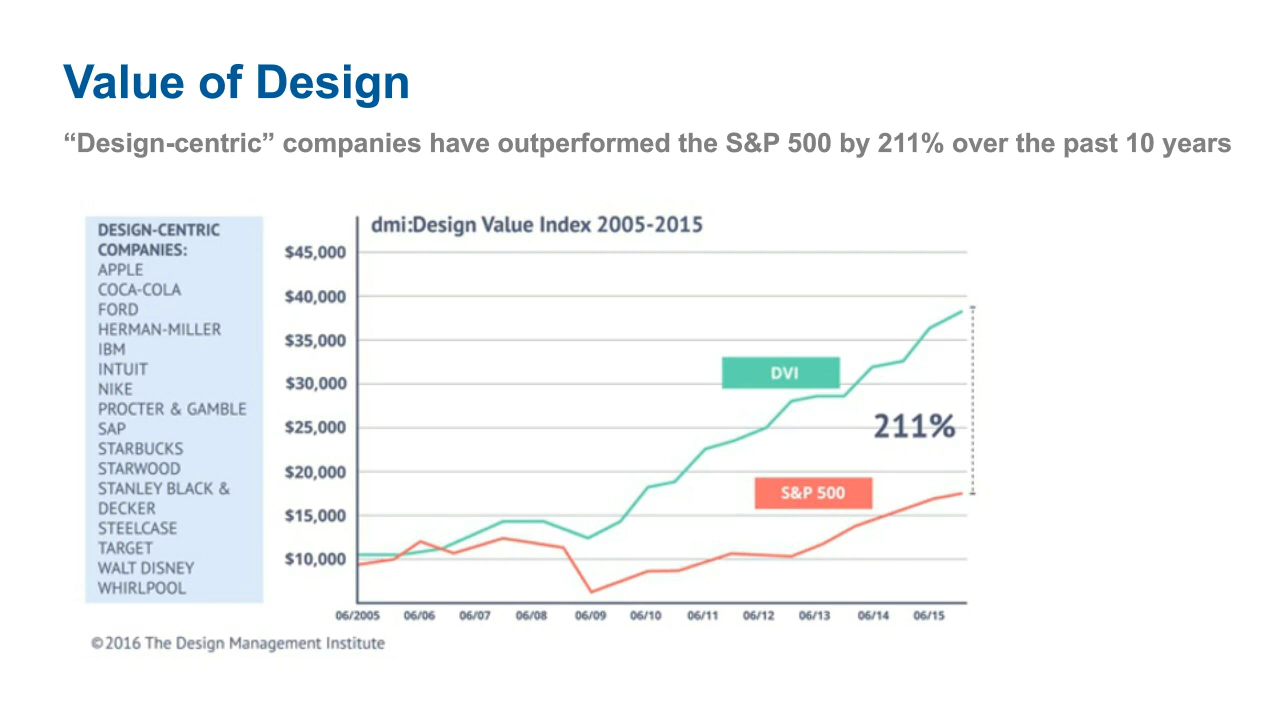 Value of Design
“Design-centric” companies have outperformed the S&P 500 by 211% over the past 10 years
DESIGN-CENTRIC
COMPANIES:
APPLE
COCA-COLA
FORD
HERMAN-MILLER
IBM
INTUIT
NIKE
PROCTER & GAMBLE
SAP
STARBUCKS
STARWOOD
STANLEY BLACK &
DECKER
STEELCASE
TARGET
WALT DISNEY
WHIRLPOOL
dmi:Design Value Index 2005-2015
$45,000
$40,000
$35,000
$30,000
$25,000
$20,000
$15,000
$10,000
DVI
211%
S&P 500
06/2005 06/06 06/07 06/08 06/09 06/10 06/11 06/12 06/13 06/14 06/15
©2016 The Design Management Institute